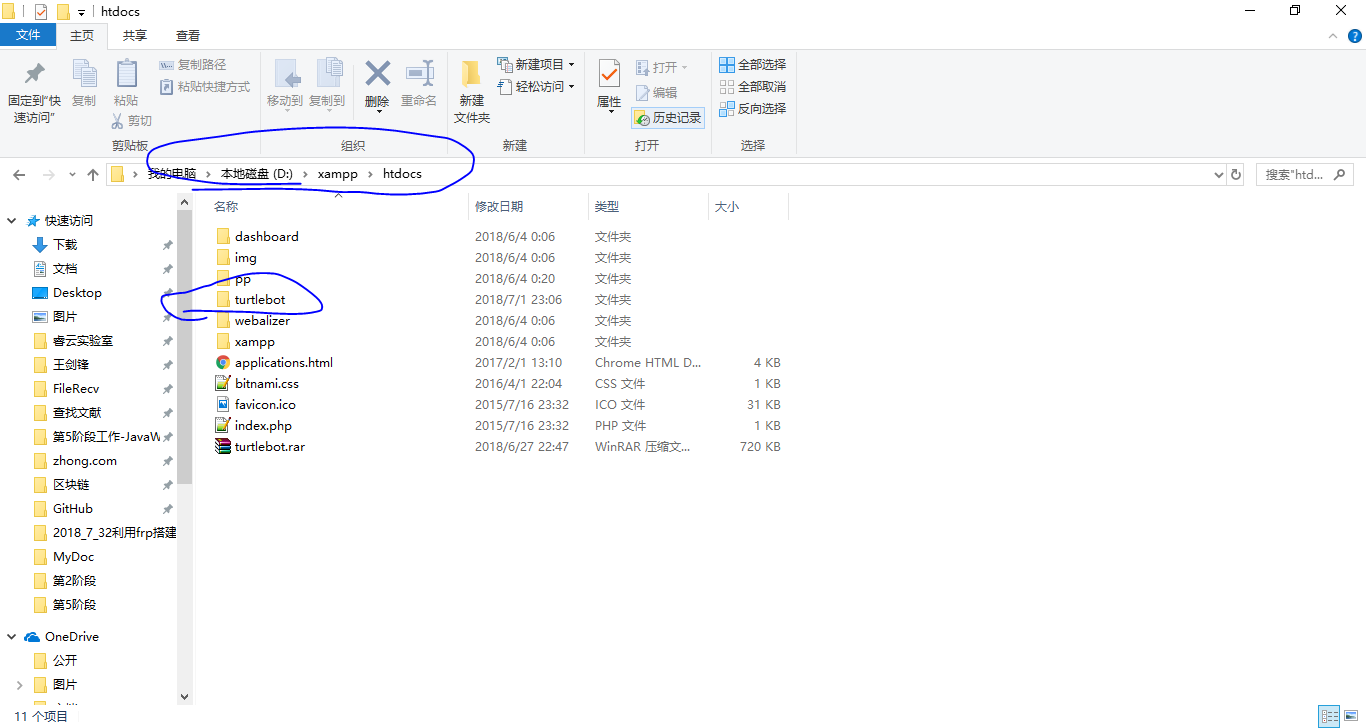 htdocs
文件 主页 共享 查看
固定到"快速访问" 复制 粘贴 复制路径 粘贴快捷方式 剪切
移动到 复制到 删除 重命名
新建文件夹 新建项目 轻松访问
属性 打开 编辑 历史记录
全部选择 全部取消 反向选择
剪贴板 组织 新建 打开 选择
我的电脑 本地磁盘 (D:) xampp htdocs 搜索"htd...
快速访问
下载
文档
Desktop
图片
睿云实验室
王剑锋
FileRecv
查找文献
第5阶段工作-JavaW
zhong.com
区块链
GitHub
2018_7_32利用frp搭建
MyDoc
第2阶段
第5阶段
OneDrive
公开
图片
名称 修改日期 类型 大小
dashboard 2018/6/4 0:06 文件夹
img 2018/6/4 0:06 文件夹
pp 2018/6/4 0:20 文件夹
turtlebot 2018/7/1 23:06 文件夹
webalizer 2018/6/4 0:06 文件夹
xampp 2018/6/4 0:06 文件夹
applications.html 2017/2/1 13:10 Chrome HTML D... 4 KB
bitnami.css 2016/4/1 22:04 CSS 文件 1 KB
favicon.ico 2015/7/16 23:32 ICO 文件 31 KB
index.php 2015/7/16 23:32 PHP 文件 1 KB
turtlebot.rar 2018/6/27 22:47 WinRAR 压缩文... 720 KB
11 个项目